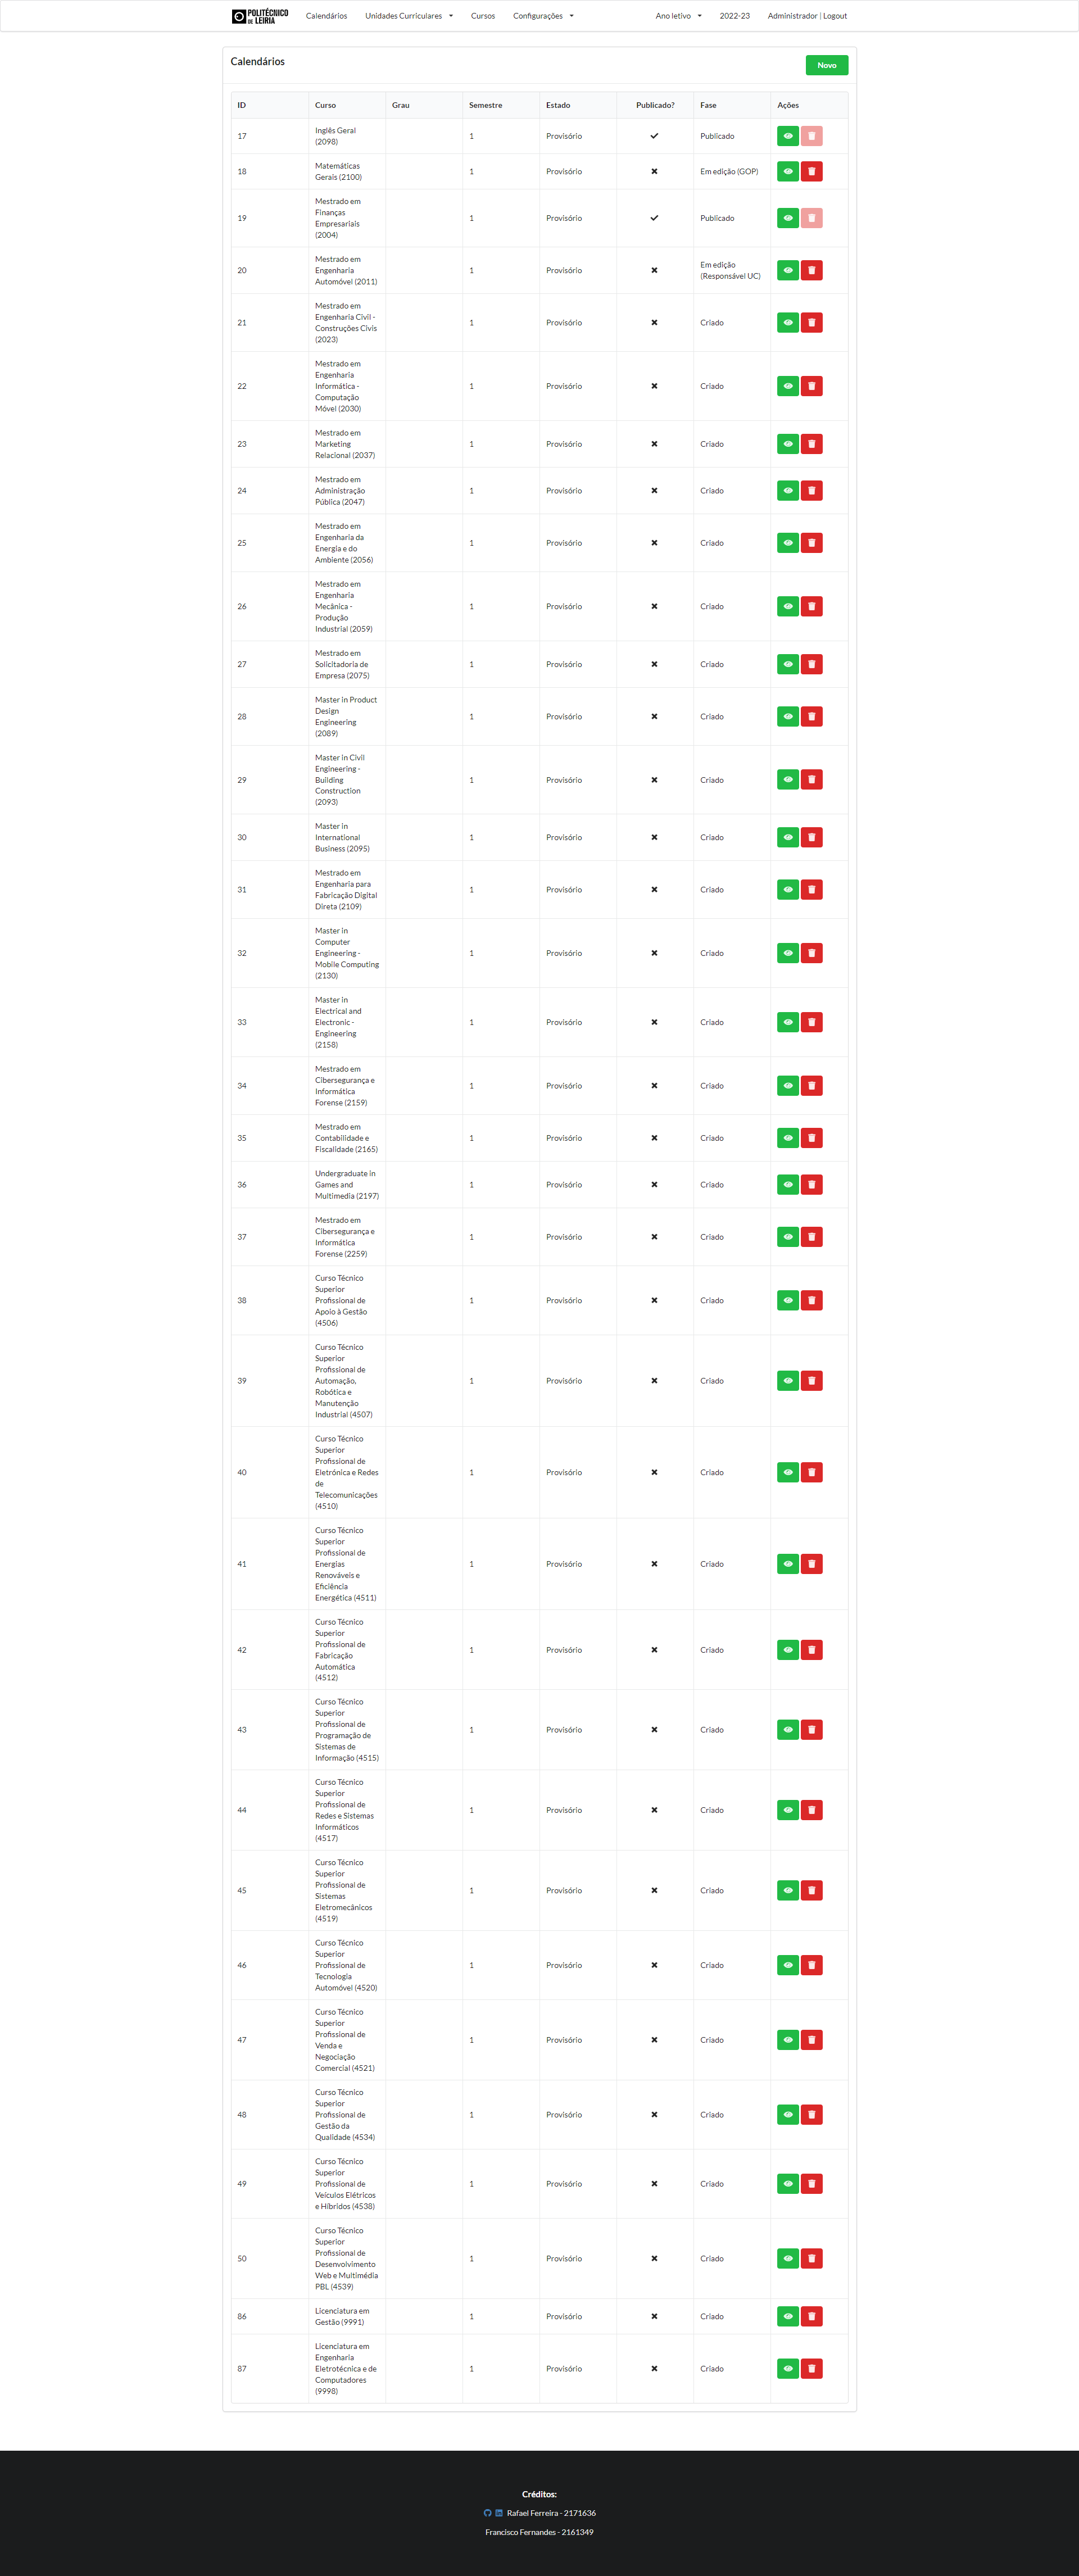 POLITÉCNICO
DE LEIRIA
Calendários
Unidades Curriculares
Cursos
Configurações
Ano letivo
2022-23
Administrador | Logout
Calendários
Novo
ID Curso Grau Semestre Estado Publicado? Fase Ações
17 Inglês Geral (2098) 1 Provisório Publicado
18 Matemáticas Gerais (2100) 1 Provisório Em edição (GOP)
19 Mestrado em Finanças Empresariais (2004) 1 Provisório Publicado
20 Mestrado em Engenharia Automóvel (2011) 1 Provisório Em edição (Responsável UC)
21 Mestrado em Engenharia Civil - Construções Civis (2023) 1 Provisório Criado
22 Mestrado em Engenharia Informática - Computação Móvel (2030) 1 Provisório Criado
23 Mestrado em Marketing Relacional (2037) 1 Provisório Criado
24 Mestrado em Administração Pública (2047) 1 Provisório Criado
25 Mestrado em Engenharia da Energia e do Ambiente (2056) 1 Provisório Criado
26 Mestrado em Engenharia Mecânica - Produção Industrial (2059) 1 Provisório Criado
27 Mestrado em Solicitadoria de Empresa (2075) 1 Provisório Criado
28 Master in Product Design Engineering (2089) 1 Provisório Criado
29 Master in Civil Engineering - Building Construction (2093) 1 Provisório Criado
30 Master in International Business (2095) 1 Provisório Criado
31 Mestrado em Engenharia para Fabricação Digital Direta (2109) 1 Provisório Criado
32 Master in Computer Engineering - Mobile Computing (2130) 1 Provisório Criado
33 Master in Electrical and Electronic - Engineering (2158) 1 Provisório Criado
34 Mestrado em Cibersegurança e Informática Forense (2159) 1 Provisório Criado
35 Mestrado em Contabilidade e Fiscalidade (2165) 1 Provisório Criado
36 Undergraduate in Games and Multimedia (2197) 1 Provisório Criado
37 Mestrado em Cibersegurança e Informática Forense (2259) 1 Provisório Criado
38 Curso Técnico Superior Profissional de Apoio à Gestão (4506) 1 Provisório Criado
39 Curso Técnico Superior Profissional de Automação, Robótica e Manutenção Industrial (4507) 1 Provisório Criado
40 Curso Técnico Superior Profissional de Eletrónica e Redes de Telecomunicações (4510) 1 Provisório Criado
41 Curso Técnico Superior Profissional de Energias Renováveis e Eficiência Energética (4511) 1 Provisório Criado
42 Curso Técnico Superior Profissional de Fabricação Automática (4512) 1 Provisório Criado
43 Curso Técnico Superior Profissional de Programação de Sistemas de Informação (4515) 1 Provisório Criado
44 Curso Técnico Superior Profissional de Redes e Sistemas Informáticos (4517) 1 Provisório Criado
45 Curso Técnico Superior Profissional de Sistemas Eletromecânicos (4519) 1 Provisório Criado
46 Curso Técnico Superior Profissional de Tecnologia Automóvel (4520) 1 Provisório Criado
47 Curso Técnico Superior Profissional de Venda e Negociação Comercial (4521) 1 Provisório Criado
48 Curso Técnico Superior Profissional de Gestão da Qualidade (4534) 1 Provisório Criado
49 Curso Técnico Superior Profissional de Veículos Elétricos e Híbridos (4538) 1 Provisório Criado
50 Curso Técnico Superior Profissional de Desenvolvimento Web e Multimédia PBL (4539) 1 Provisório Criado
86 Licenciatura em Gestão (9991) 1 Provisório Criado
87 Licenciatura em Engenharia Eletrotécnica e de Computadores (9998) 1 Provisório Criado
Créditos:
Rafael Ferreira - 2171636
Francisco Fernandes - 2161349